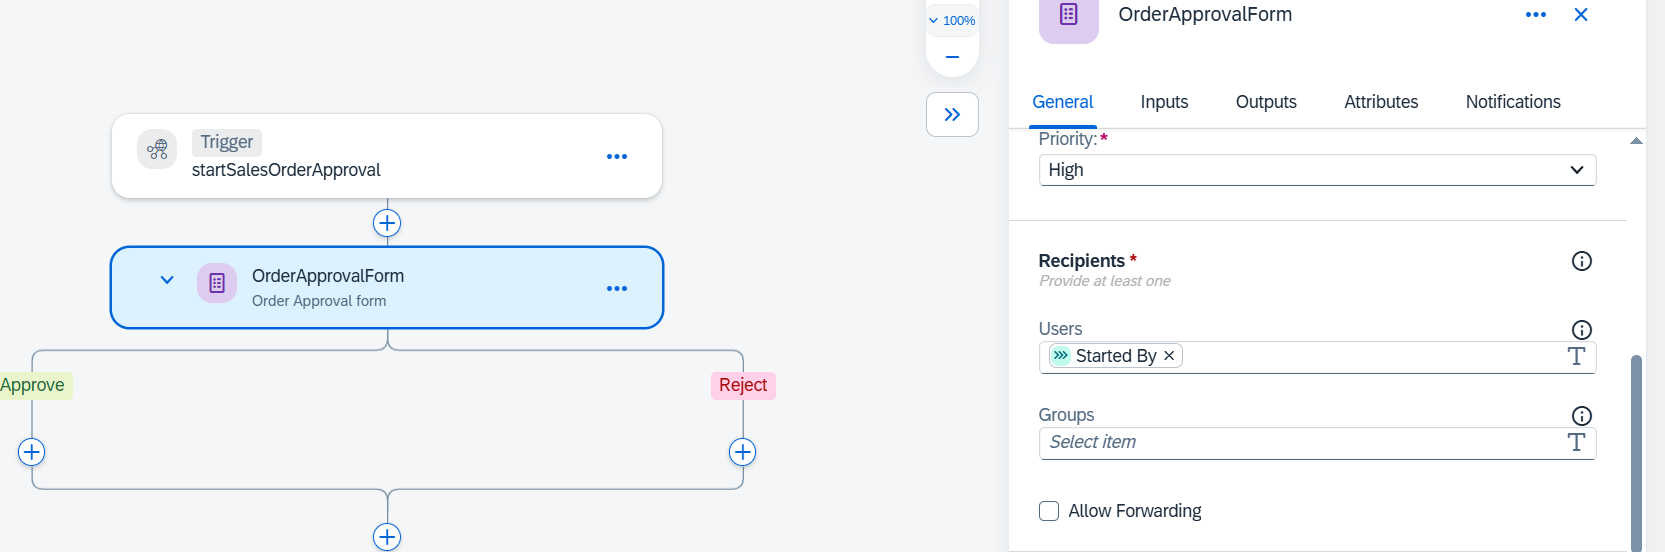 100%
Trigger
startSalesOrderApproval
OrderApprovalForm
Order Approval form
Approve
Reject
OrderApprovalForm
General Inputs Outputs Attributes Notifications
Priority:*
High
Recipients *
Provide at least one
Users
Started By
Groups
Select item
Allow Forwarding